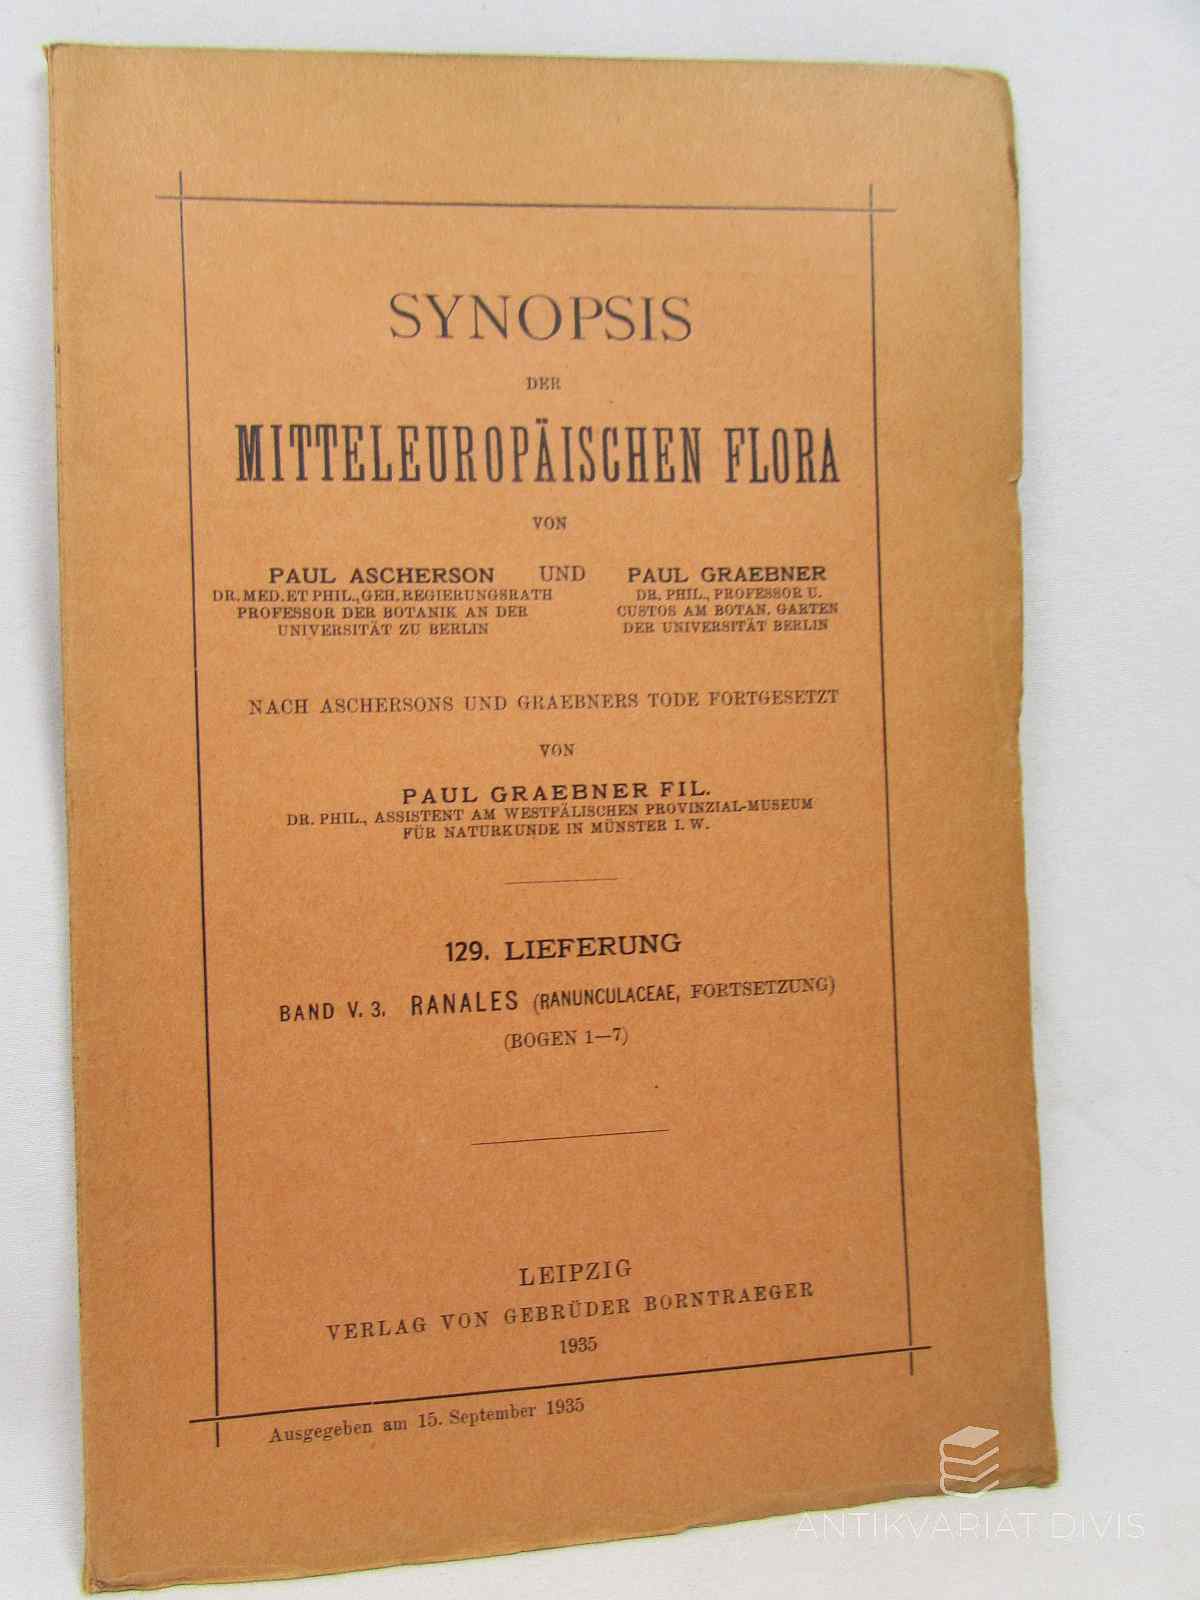 SYNOPSIS
DER
MITTELEUROPÄISCHEN FLORA
VON
PAUL ASCHERSON UND PAUL GRAEBNER
DR. MED. ET PHIL., GEH. REGIERUNGSRATH
PROFESSOR DER BOTANIK AN DER
UNIVERSITÄT ZU BERLIN
DR. PHIL., PROFESSOR U.
CUSTOS AM BOTAN. GARTEN
DER UNIVERSITÄT BERLIN
NACH ASCHERSONS UND GRAEBNERS TODE FORTGESETZT
VON
PAUL GRAEBNER FIL.
DR. PHIL., ASSISTENT AM WESTFÄLISCHEN PROVINZIAL-MUSEUM
FÜR NATURKUNDE IN MÜNSTER I. W.
129. LIEFERUNG
BAND V. 3. RANALES (RANUNCULACEAE, FORTSETZUNG)
(BOGEN 1—7)
LEIPZIG
VERLAG VON GEBRÜDER BORNTRAEGER
1935
Ausgegeben am 15. September 1935
ANTIKVARIÁT DIVIS